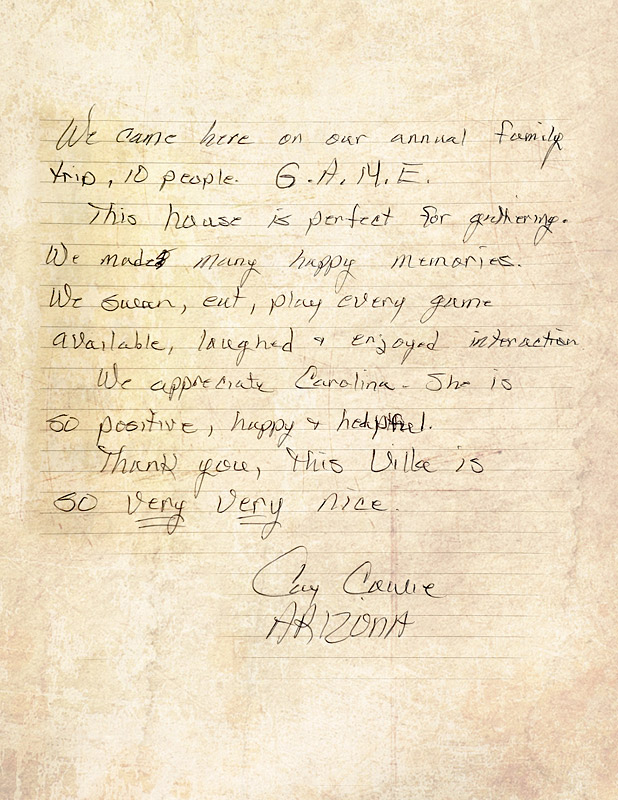 We came here on our annual family
trip, 10 people. G.A.M.E.
This house is perfect for gathering.
We made many happy memories.
We swam, eat, play every game
available, laughed & enjoyed interaction
We appreciate Carolina. She is
so positive, happy & helpful.
Thank you, this Villa is
so very very nice.
Cay
ARIZONA